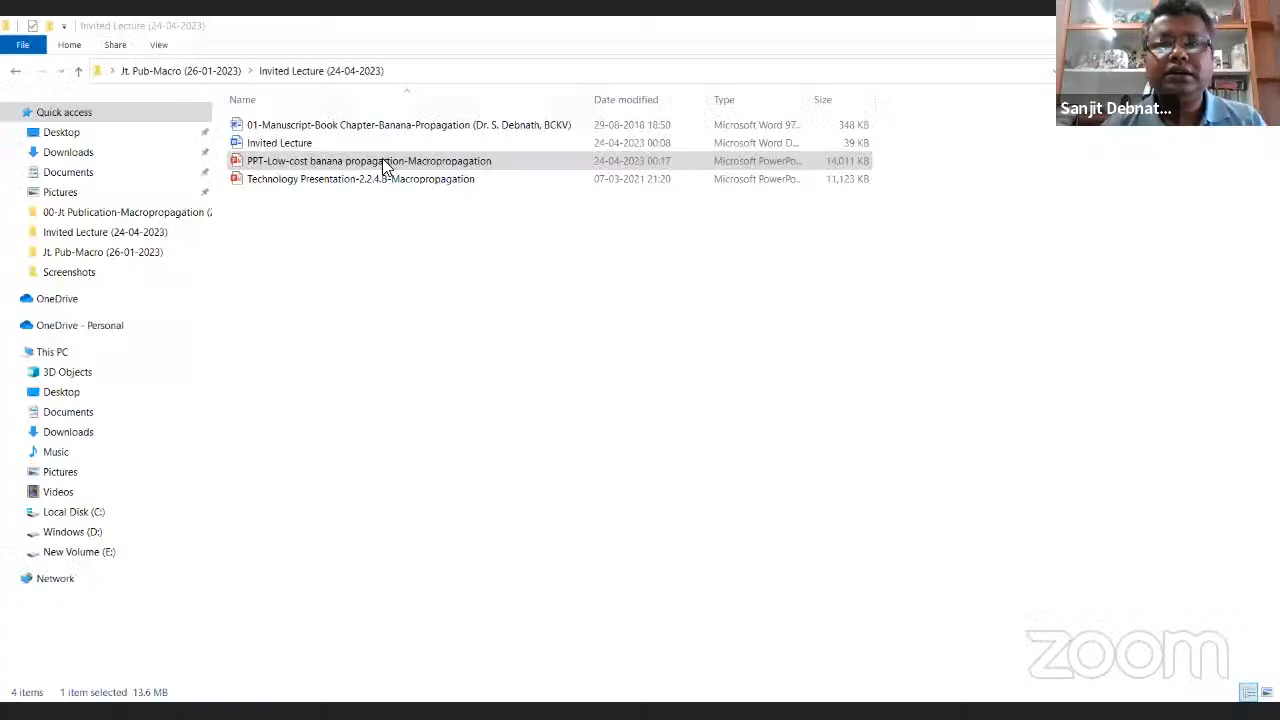 Invited Lecture (24-04-2023)
File Home Share View
Jt. Pub-Macro (26-01-2023) > Invited Lecture (24-04-2023)
Name Date modified Type Size
01-Manuscript-Book Chapter-Banana-Propagation (Dr. S. Debnath, BCKV) 29-08-2018 18:50 Microsoft Word 97... 348 KB
Invited Lecture 24-04-2023 00:08 Microsoft Word D... 39 KB
PPT-Low-cost banana propagation-Macropropagation 24-04-2023 00:17 Microsoft PowerPo... 14,011 KB
Technology Presentation-2.2.4.B-Macropropagation 07-03-2021 21:20 Microsoft PowerPo... 11,123 KB
Quick access
Desktop
Downloads
Documents
Pictures
00-Jt Publication-Macropropagation (2
Invited Lecture (24-04-2023)
Jt. Pub-Macro (26-01-2023)
Screenshots
OneDrive
OneDrive - Personal
This PC
3D Objects
Desktop
Documents
Downloads
Music
Pictures
Videos
Local Disk (C:)
Windows (D:)
New Volume (E:)
Network
4 items 1 item selected 13.6 MB
Sanjit Debnat...
zoom